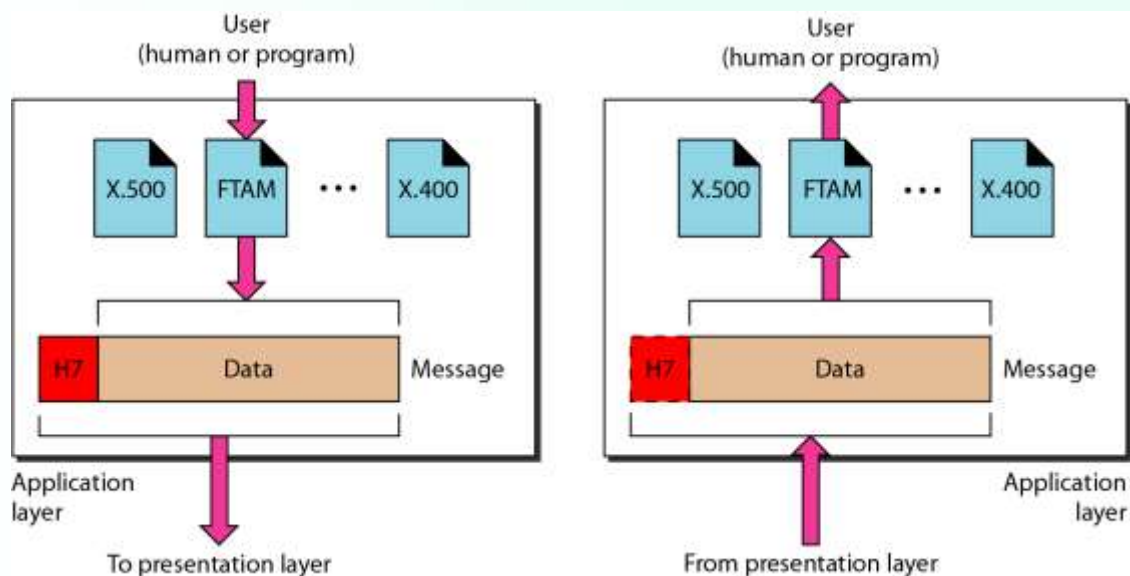 User
(human or program)
User
(human or program)
X.500
FTAM
...
X.400
X.500
FTAM
...
X.400
H7
Data
Message
H7
Data
Message
Application
layer
Application
layer
To presentation layer
From presentation layer